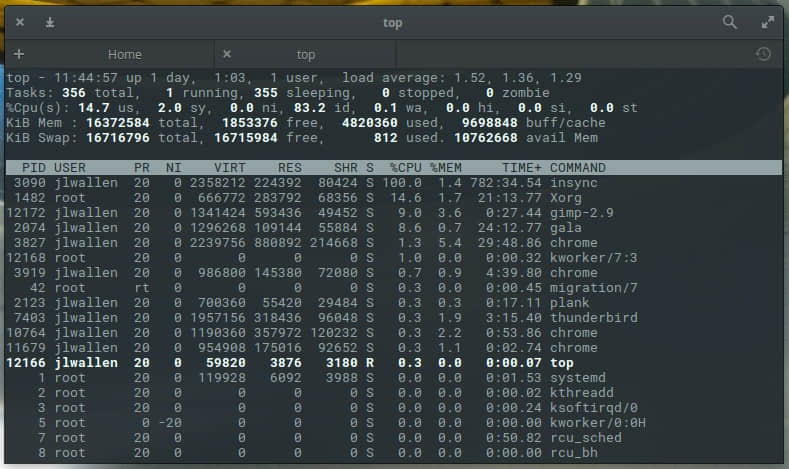 top
Home
top
top - 11:44:57 up 1 day,  1:03,  1 user,  load average: 1.52, 1.36, 1.29
Tasks: 356 total,   1 running, 355 sleeping,   0 stopped,   0 zombie
%Cpu(s): 14.7 us,  2.0 sy,  0.0 ni, 83.2 id,  0.1 wa,  0.0 hi,  0.0 si,  0.0 st
KiB Mem : 16372584 total,  1853376 free,  4820360 used,  9698848 buff/cache
KiB Swap: 16716796 total, 16715984 free,      812 used. 10762668 avail Mem
PID USER      PR  NI    VIRT    RES    SHR S  %CPU %MEM     TIME+ COMMAND
3090 jlwallen  20   0 2358212 224392  80424 S 100.0  1.4 782:34.54 insync
1482 root      20   0  666772 283792  68356 S  14.6  1.7  21:13.77 Xorg
12172 jlwallen  20   0 1341424 593436  49452 S   9.0  3.6   0:27.44 gimp-2.9
2074 jlwallen  20   0 1296268 109144  55884 S   8.6  0.7  24:12.77 gala
3827 jlwallen  20   0 2239756 880892 214668 S   1.3  5.4  29:48.86 chrome
12168 root      20   0       0      0      0 S   1.0  0.0   0:00.32 kworker/7:3
3919 jlwallen  20   0  986800 145380  72080 S   0.7  0.9   4:39.80 chrome
42 root      rt   0       0      0      0 S   0.3  0.0   0:00.45 migration/7
2123 jlwallen  20   0  700360  55420  29484 S   0.3  0.3   0:17.11 plank
7403 jlwallen  20   0 1957156 318436  96048 S   0.3  1.9   3:15.40 thunderbird
10764 jlwallen  20   0 1190360 357972 120232 S   0.3  2.2   0:53.86 chrome
11679 jlwallen  20   0  954908 175016  92652 S   0.3  1.1   0:02.74 chrome
12166 jlwallen  20   0   59820   3876   3180 R   0.3  0.0   0:00.07 top
1 root      20   0  119928   6092   3988 S   0.0  0.0   0:01.53 systemd
2 root      20   0       0      0      0 S   0.0  0.0   0:00.02 kthreadd
3 root      20   0       0      0      0 S   0.0  0.0   0:00.24 ksoftirqd/0
5 root       0 -20       0      0      0 S   0.0  0.0   0:00.00 kworker/0:0H
7 root      20   0       0      0      0 S   0.0  0.0   0:50.82 rcu_sched
8 root      20   0       0      0      0 S   0.0  0.0   0:00.00 rcu_bh